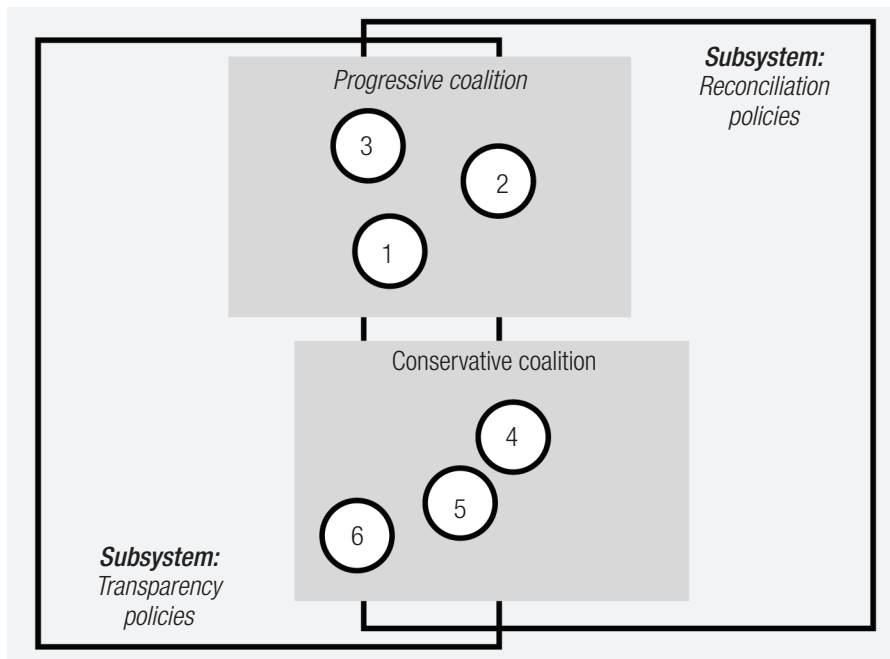 Subsystem:
Reconciliation
policies
Progressive coalition
3
2
1
Conservative coalition
4
5
6
Subsystem:
Transparency
policies